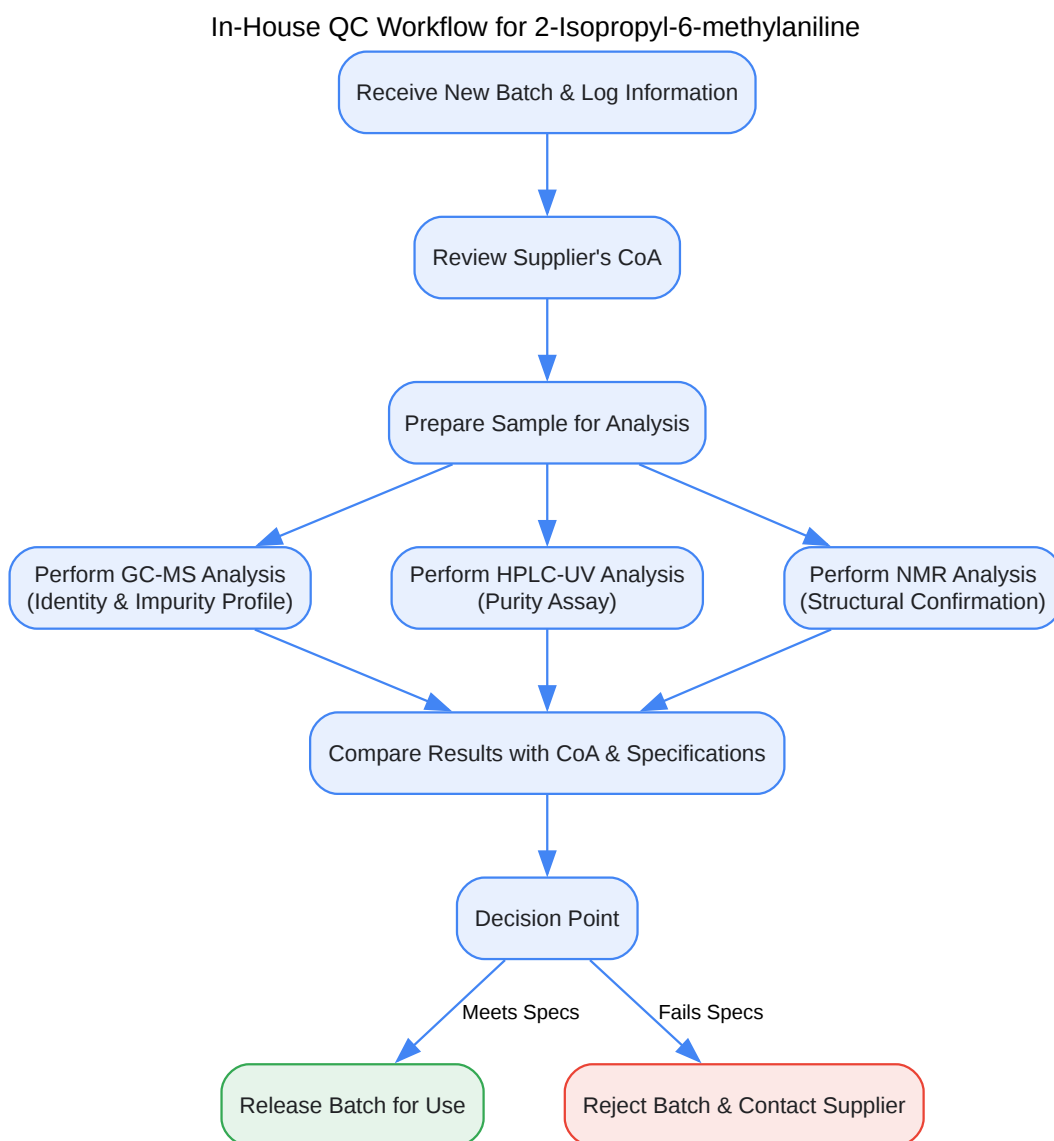 In-House QC Workflow for 2-Isopropyl-6-methylaniline
Receive New Batch & Log Information
Review Supplier's CoA
Prepare Sample for Analysis
Perform GC-MS Analysis
(Identity & Impurity Profile)
Perform HPLC-UV Analysis
(Purity Assay)
Perform NMR Analysis
(Structural Confirmation)
Compare Results with CoA & Specifications
Decision Point
Meets Specs
Fails Specs
Release Batch for Use
Reject Batch & Contact Supplier